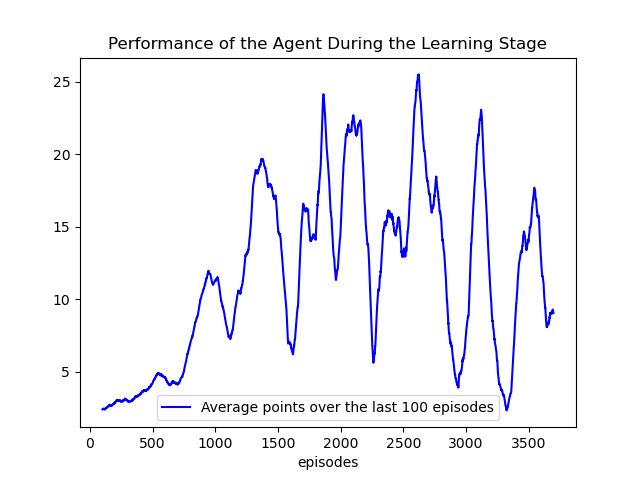 Performance of the Agent During the Learning Stage
25
20
15
10
5
Average points over the last 100 episodes
0 500 1000 1500 2000 2500 3000 3500
episodes